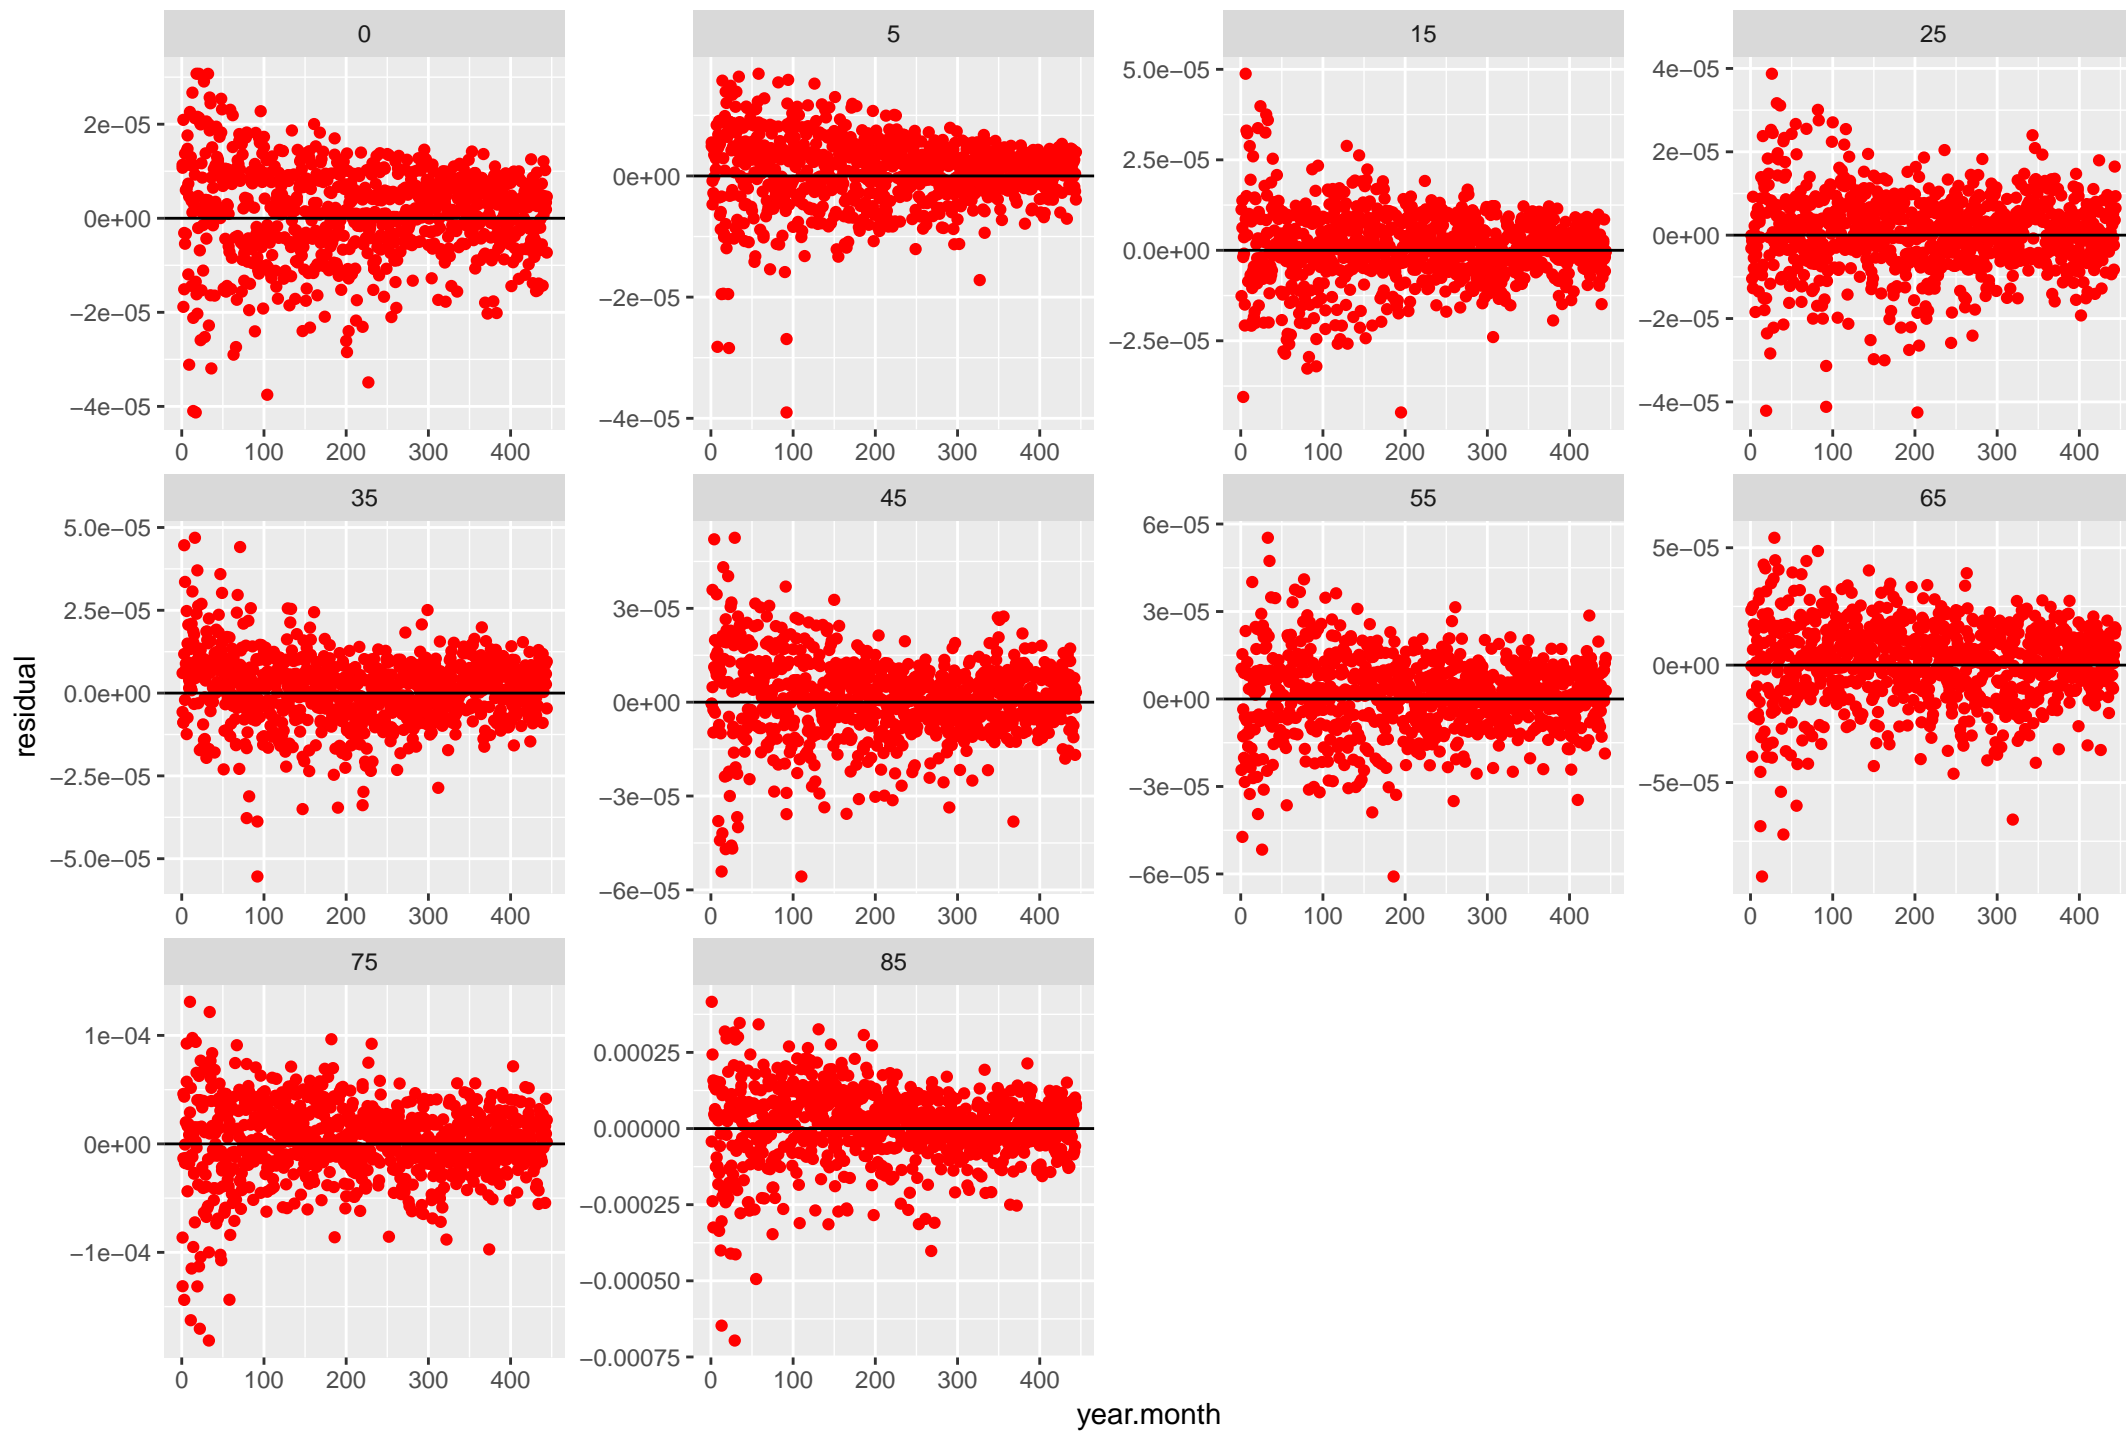 0 5 15 25
5.0e−05 4e−05
2e−05 2.5e−05 2e−05
0e+00 0e+00 0.0e+00 0e+00
−2e−05 −2e−05 −2.5e−05 −2e−05
−4e−05 −4e−05 −4e−05
0 100 200 300 400 0 100 200 300 400 0 100 200 300 400 0 100 200 300 400
35 45 55 65
5.0e−05 6e−05 5e−05
2.5e−05 3e−05 3e−05
0.0e+00 0e+00 0e+00 0e+00
−2.5e−05 −3e−05 −3e−05 −5e−05
−5.0e−05 −6e−05 −6e−05
0 100 200 300 400 0 100 200 300 400 0 100 200 300 400 0 100 200 300 400
75 85
1e−04 0.00025
0e+00 0.00000
−1e−04 −0.00025
−0.00050
−0.00075
0 100 200 300 400 0 100 200 300 400
residual
year.month